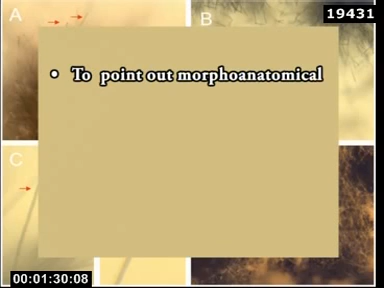 A
B
19431
• To point out morphoanatomical
C
00:01:30:08